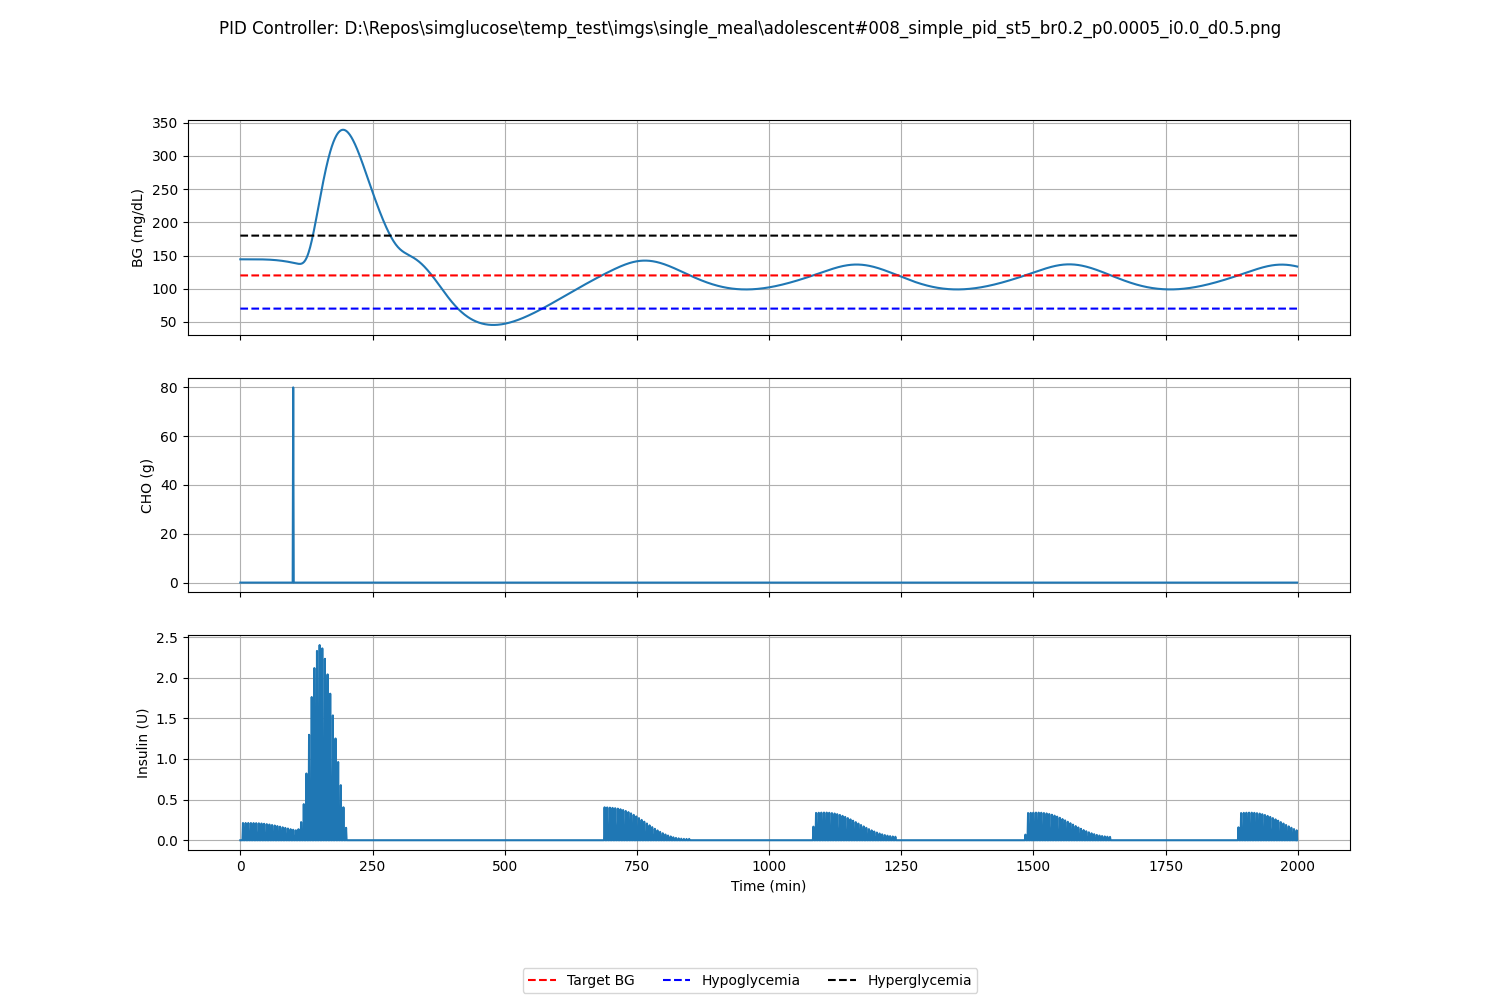 PID Controller: D:\Repos\simglucose\temp_test\imgs\single_meal\adolescent#008_simple_pid_st5_br0.2_p0.0005_i0.0_d0.5.png
350
300
250
200
150
100
50
BG (mg/dL)
80
60
40
20
0
CHO (g)
2.5
2.0
1.5
1.0
0.5
0.0
Insulin (U)
0 250 500 750 1000 1250 1500 1750 2000
Time (min)
Target BG Hypoglycemia Hyperglycemia